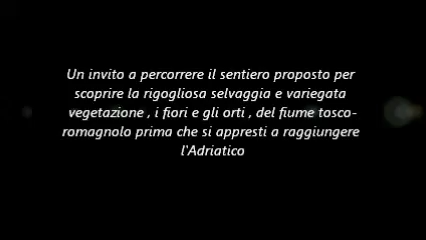 Un invito a percorrere il sentiero proposto per
scoprire la rigogliosa selvaggia e variegata
vegetazione , i fiori e gli orti , del fiume tosco-
romagnolo prima che si appresti a raggiungere
l'Adriatico